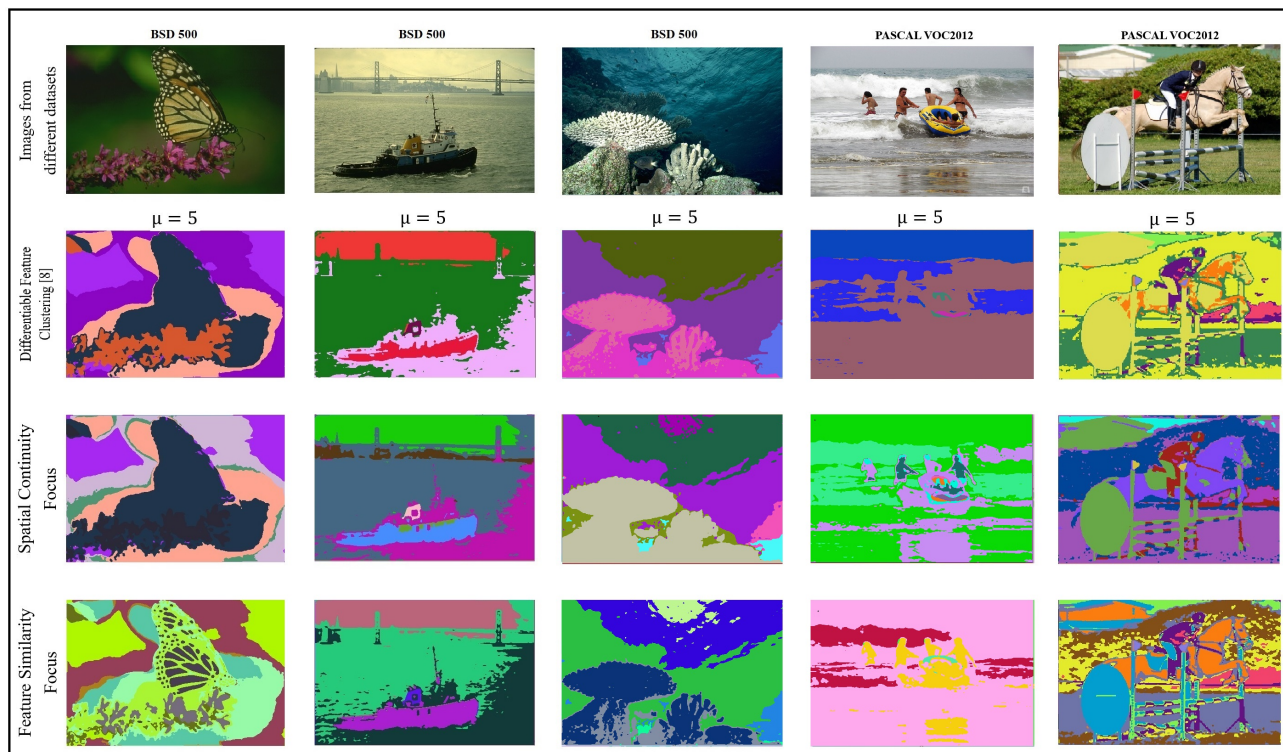 BSD 500
BSD 500
BSD 500
PASCAL VOC2012
PASCAL VOC2012
Images from
different datasets
μ = 5
μ = 5
μ = 5
μ = 5
μ = 5
Differentiable Feature
Clustering [8]
Spatial Continuity
Focus
Feature Similarity
Focus